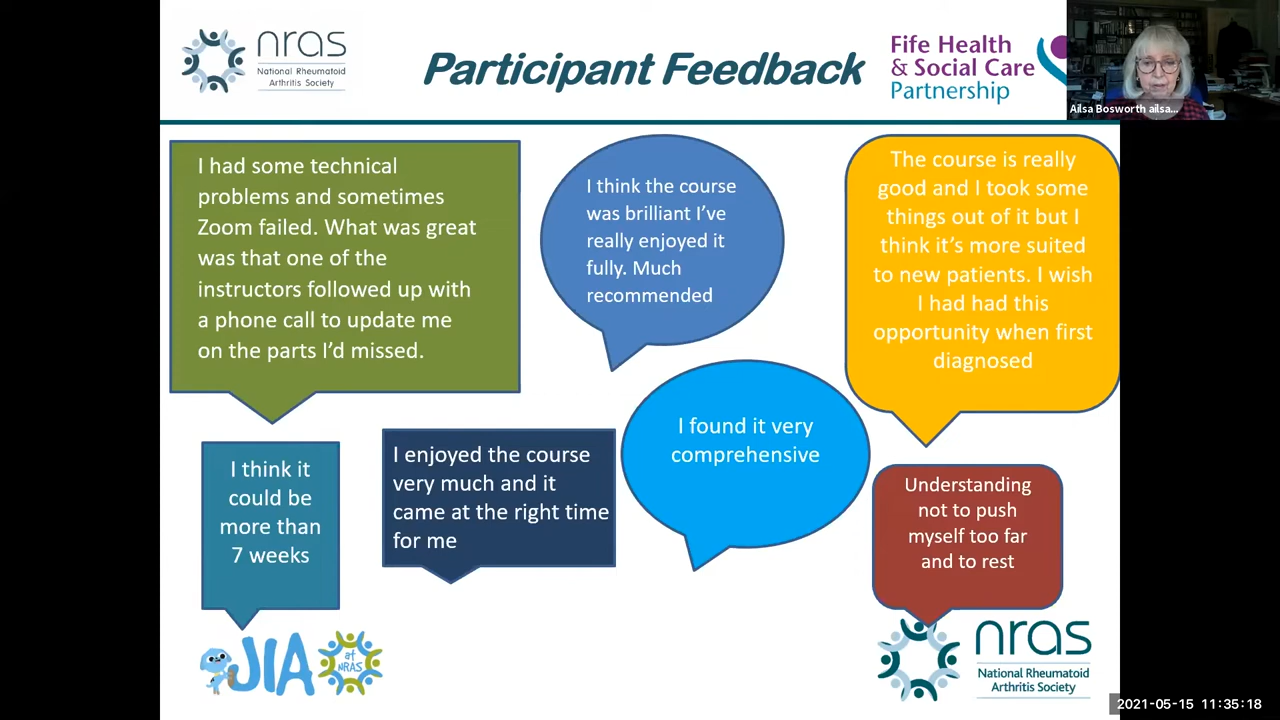 nras
National Rheumatoid
Arthritis Society
Participant Feedback
Fife Health
& Social Care
Partnership
Ailsa Bosworth ailsa...
I had some technical
problems and sometimes
Zoom failed. What was great
was that one of the
instructors followed up with
a phone call to update me
on the parts I'd missed.
I think the course
was brilliant I've
really enjoyed it
fully. Much
recommended
The course is really
good and I took some
things out of it but I
think it's more suited
to new patients. I wish
I had had this
opportunity when first
diagnosed
I think it
could be
more than
7 weeks
I enjoyed the course
very much and it
came at the right time
for me
I found it very
comprehensive
Understanding
not to push
myself too far
and to rest
JIA
at
NRAS
nras
National Rheumatoid
Arthritis Society
2021-05-15 11:35:18